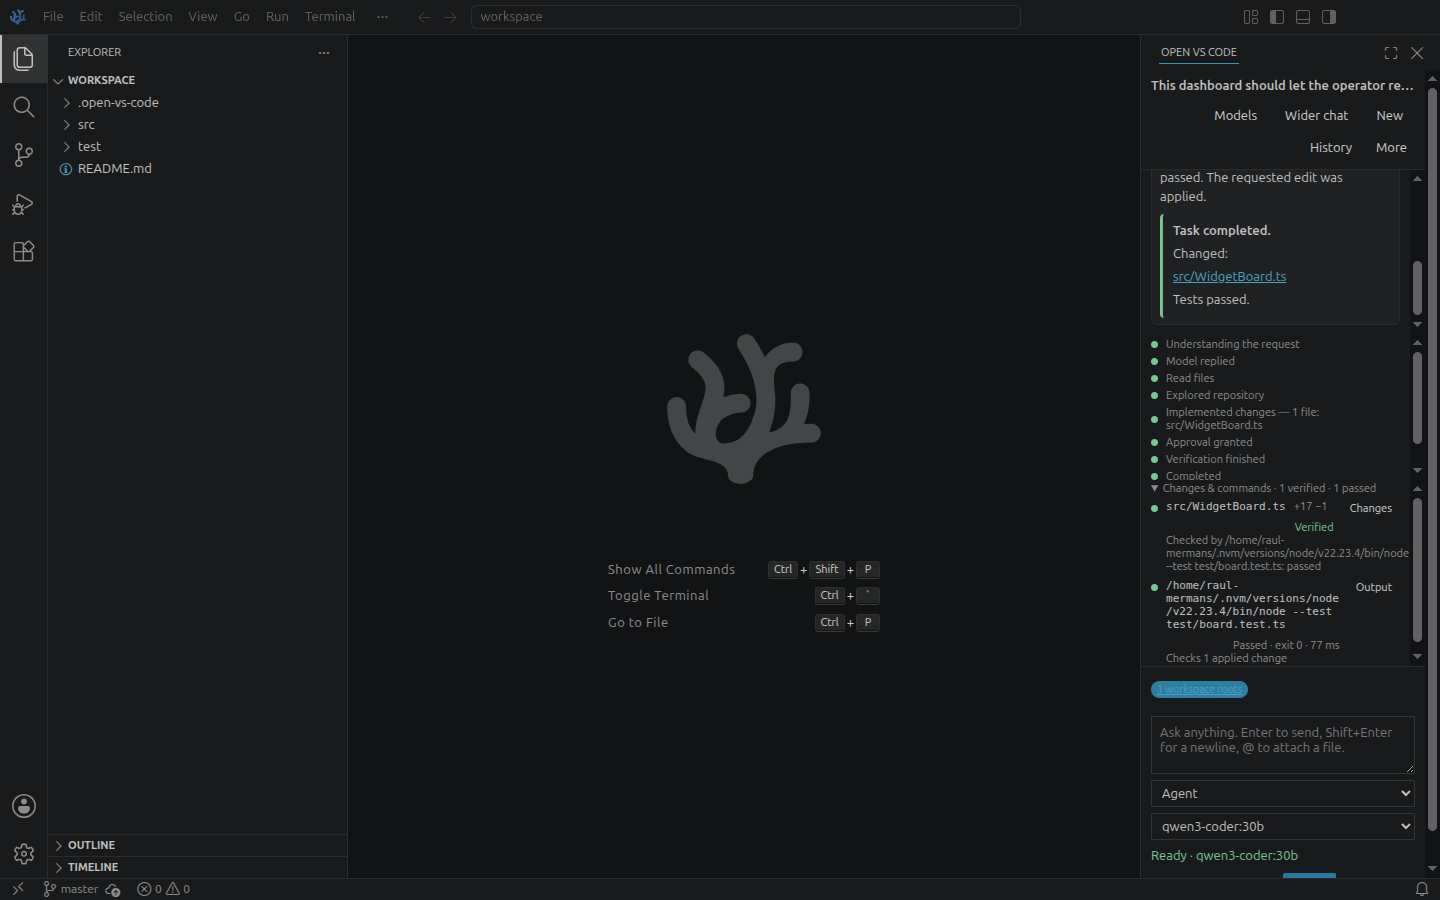 File Edit Selection View Go Run Terminal ···
workspace
EXPLORER
WORKSPACE
.open-vs-code
src
test
README.md
OUTLINE
TIMELINE
Show All Commands Ctrl + Shift + P
Toggle Terminal Ctrl + `
Go to File Ctrl + P
OPEN VS CODE
This dashboard should let the operator re...
Models Wider chat New
History More
passed. The requested edit was
applied.
Task completed.
Changed:
src/WidgetBoard.ts
Tests passed.
Understanding the request
Model replied
Read files
Explored repository
Implemented changes — 1 file:
src/WidgetBoard.ts
Approval granted
Verification finished
Completed
Changes & commands · 1 verified · 1 passed
src/WidgetBoard.ts +17 −1 Changes
Verified
Checked by /home/raul-
mermans/.nvm/versions/node/v22.23.4/bin/node
--test test/board.test.ts: passed
/home/raul- Output
mermans/.nvm/versions/node
/v22.23.4/bin/node --test
test/board.test.ts
Passed · exit 0 · 77 ms
Checks 1 applied change
1 workspace roots
Ask anything. Enter to send, Shift+Enter
for a newline, @ to attach a file.
Agent
qwen3-coder:30b
Ready · qwen3-coder:30b
master 0 0